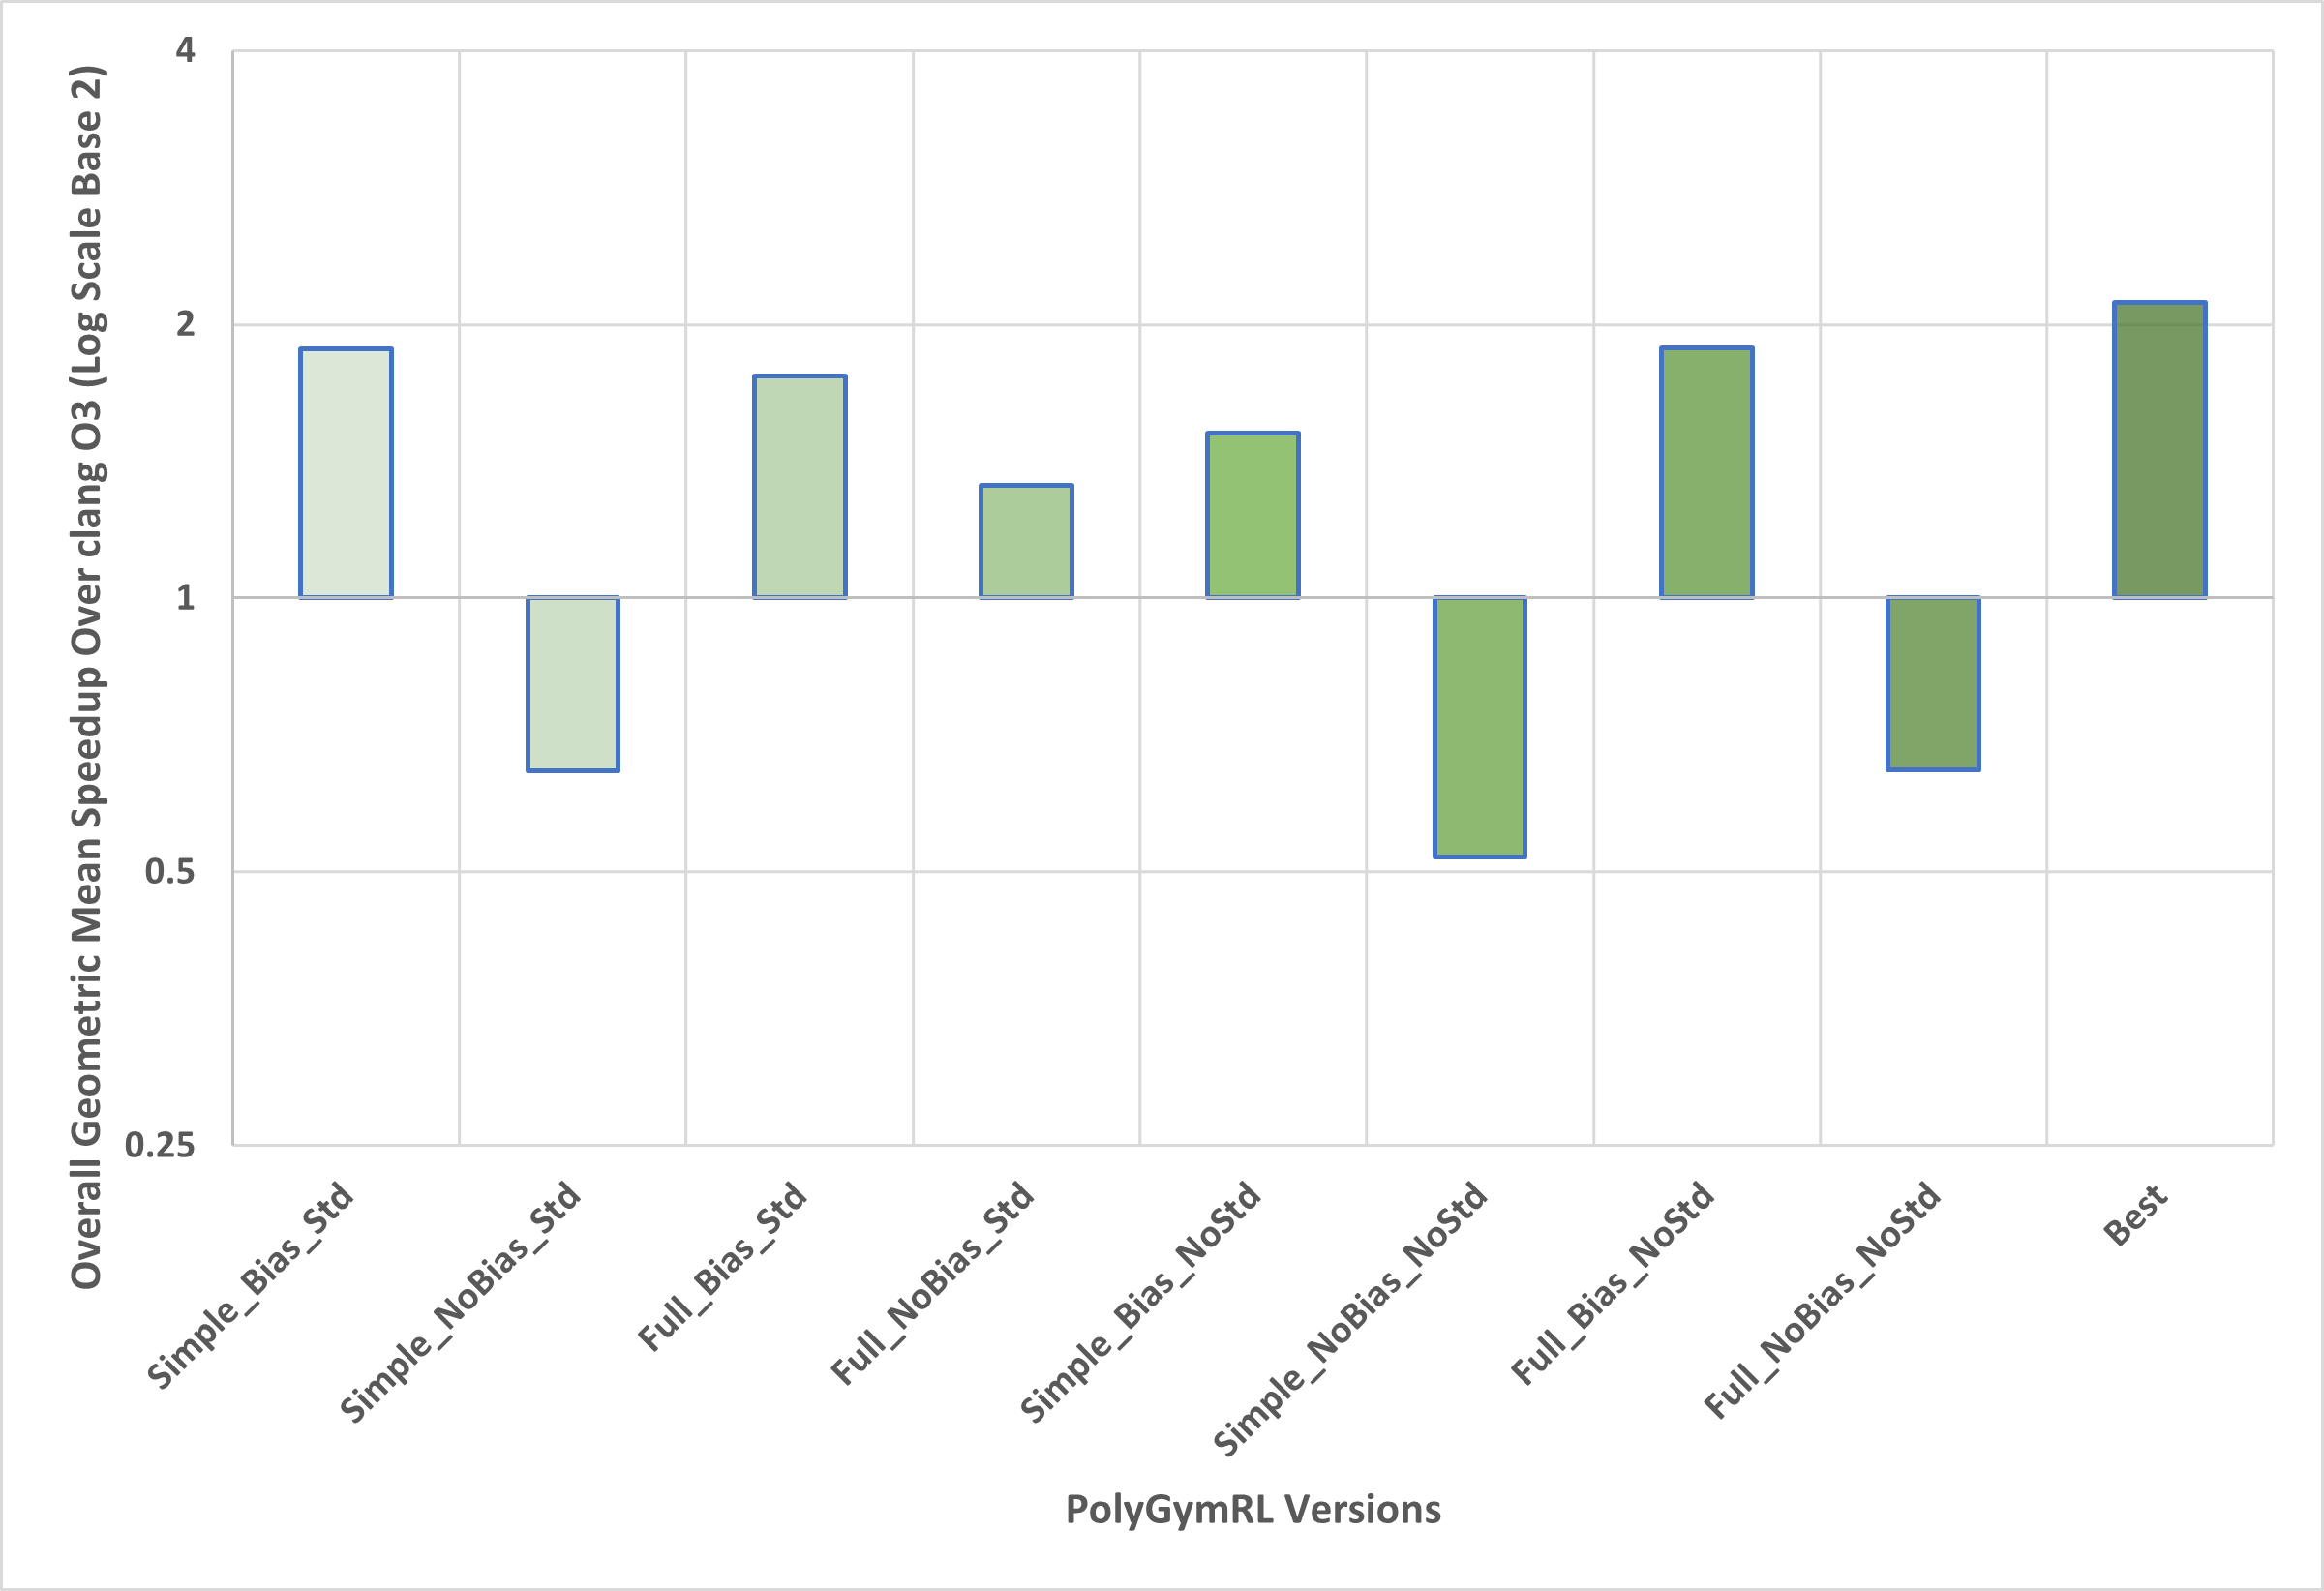 Overall Geometric Mean Speedup Over clang O3 (Log Scale Base 2)
4
2
1
0.5
0.25
Simple_Bias_Std
Simple_NoBias_Std
Full_Bias_Std
Full_NoBias_Std
Simple_Bias_NoStd
Simple_NoBias_NoStd
Full_Bias_NoStd
Full_NoBias_NoStd
Best
PolyGymRL Versions